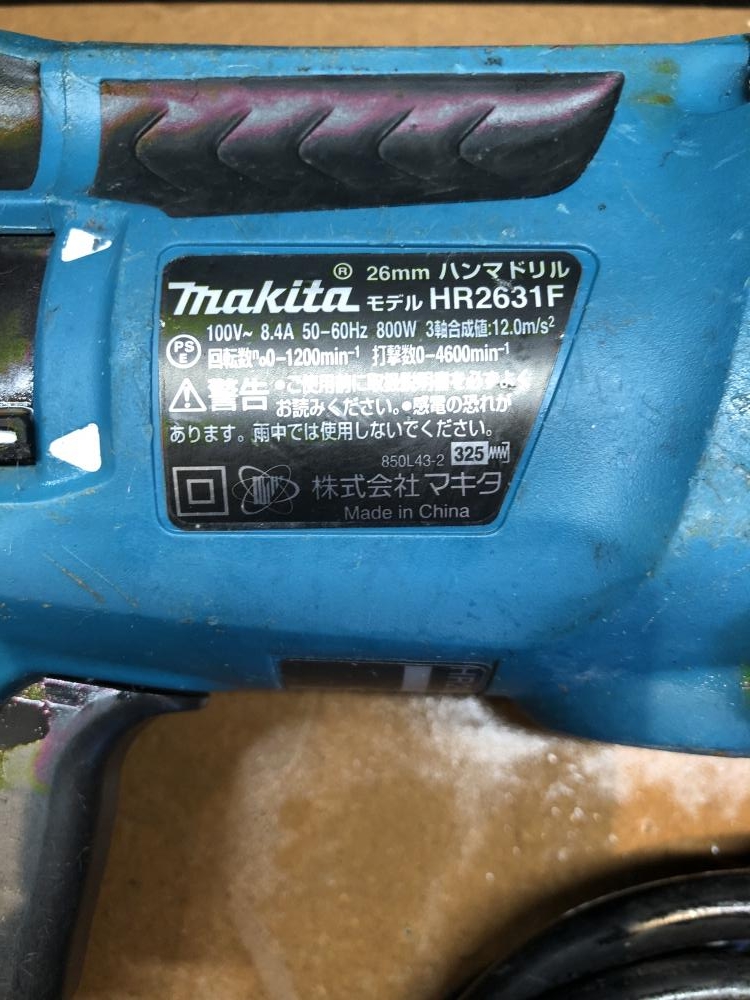 ® 26mm ハンマドリル
makita モデル HR2631F
100V~ 8.4A 50-60Hz 800W 3軸合成値:12.0m/s²
PS E 回転数n₀0-1200min⁻¹ 打撃数0-4600min⁻¹
警告 ●ご使用前に取扱説明書を必ずよく
お読みください。●感電の恐れが
あります。雨中では使用しないでください。
850L43-2 325
株式会社 マキタ
Made in China